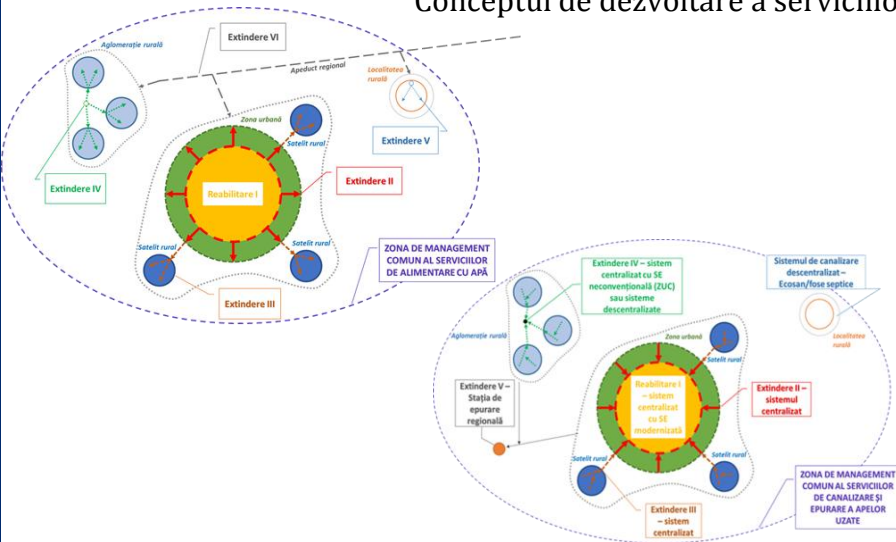 Conceptul de dezvoltare a serviciilo
Aglomerație rurală
Extindere VI
Apeduct regional
Localitatea
rurală
Zona urbană
Satelit rural
Extindere V
Extindere IV
Reabilitare I
Extindere II
Satelit rural
Satelit rural
Extindere III
ZONA DE MANAGEMENT
COMUN AL SERVICIILOR
DE ALIMENTARE CU APĂ
Extindere IV – sistem
centralizat cu SE
neconvențională (ZUC)
sau sisteme
descentralizate
Sistemul de canalizare
descentralizat –
Ecosan/fose septice
Aglomerație rurală
Zona urbană
Satelit rural
Localitatea
rurală
Extindere V –
Stația de
epurare
regională
Reabilitare I
– sistem
centralizat
cu SE
modernizată
Extindere II –
sistemul
centralizat
Satelit rural
Satelit rural
Extindere III
– sistem
centralizat
ZONA DE MANAGEMENT
COMUN AL SERVICIILOR
DE CANALIZARE ȘI
EPURARE A APELOR
UZATE